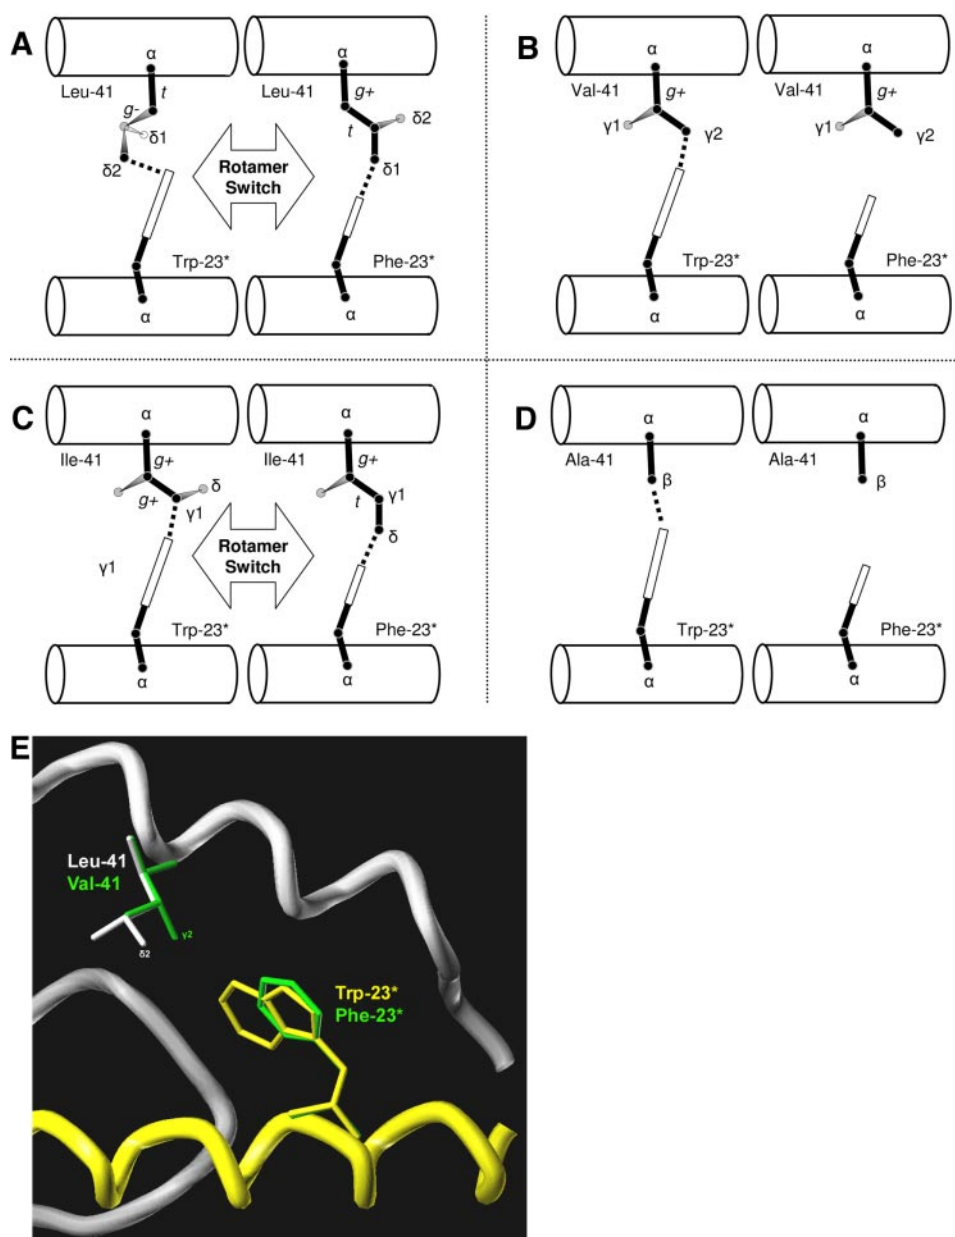 A
α
α
Leu-41
t
Leu-41
g+
g-
δ1
t
δ2
δ2
δ1
Rotamer
Switch
Trp-23*
Phe-23*
α
α
B
α
α
Val-41
g+
Val-41
g+
γ1
γ2
γ1
γ2
Trp-23*
Phe-23*
α
α
C
α
α
Ile-41
g+
Ile-41
g+
g+
δ
t
γ1
γ1
δ
Rotamer
Switch
γ1
Trp-23*
Phe-23*
α
α
D
α
α
Ala-41
Ala-41
β
β
Trp-23*
Phe-23*
α
α
E
Leu-41
Val-41
γ2
δ2
Trp-23*
Phe-23*